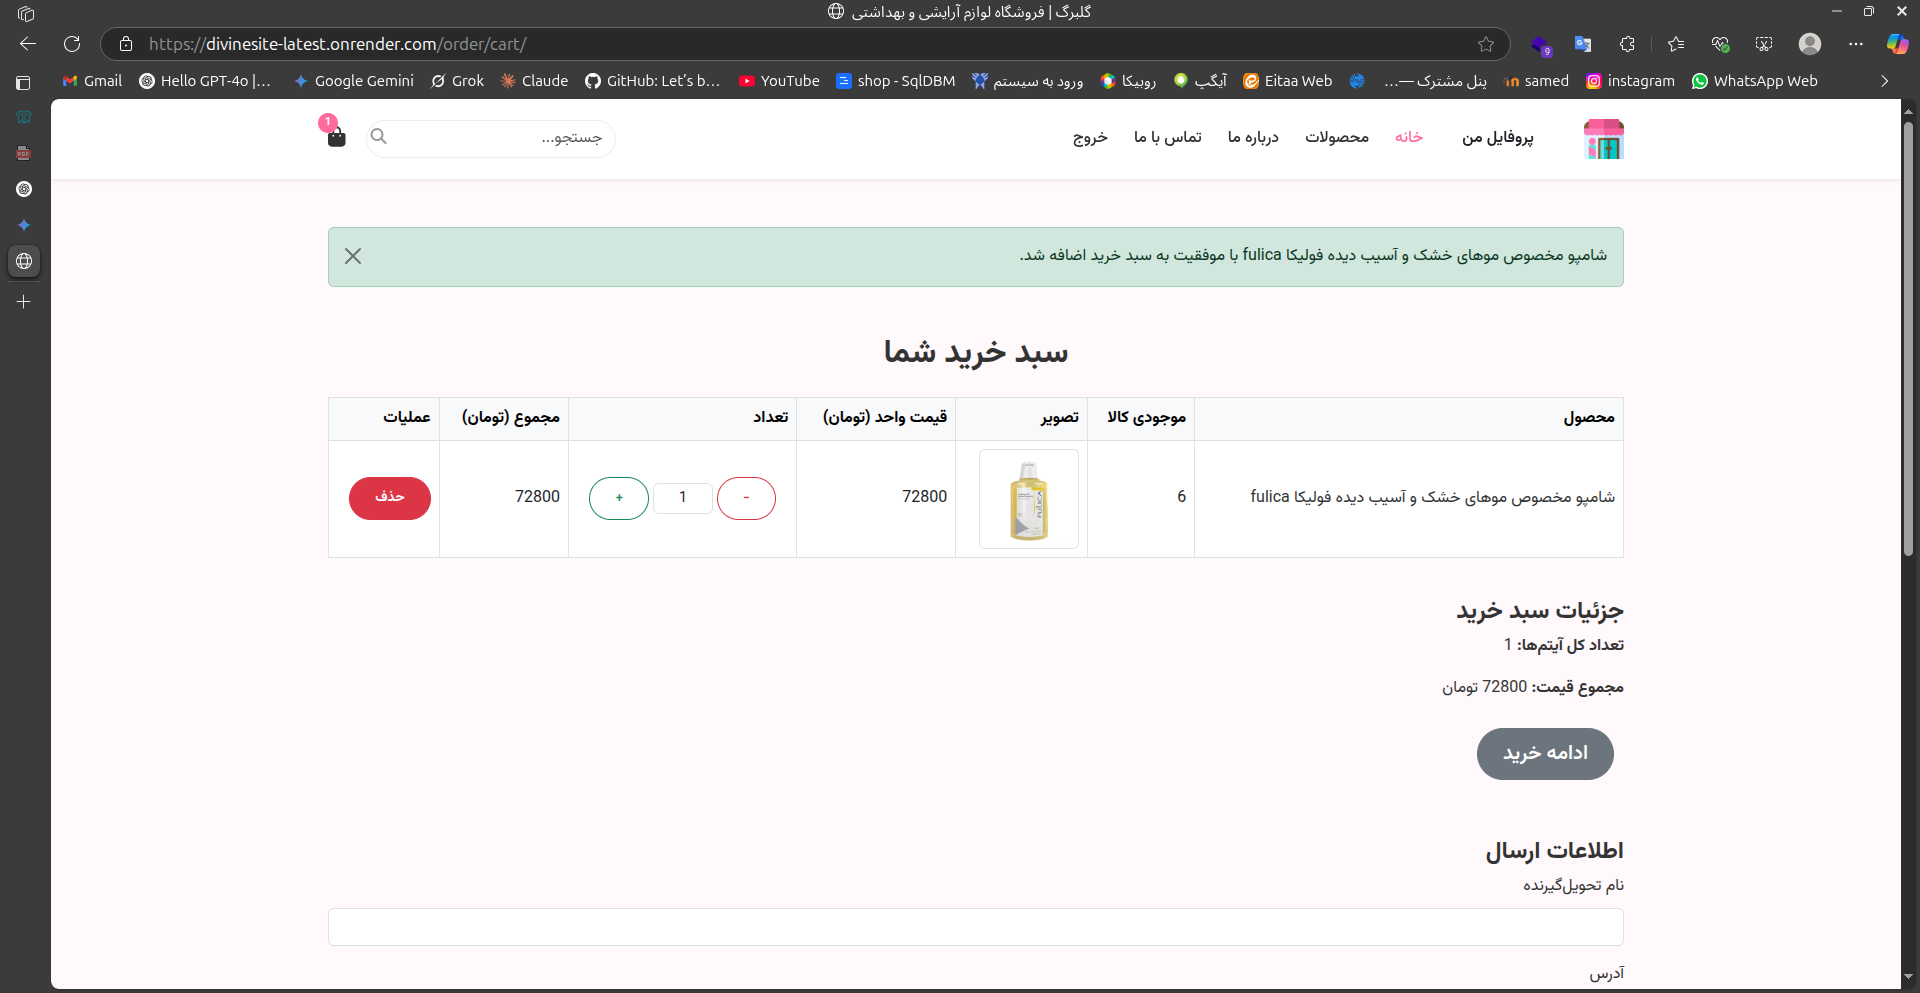 گلبرگ | فروشگاه لوازم آرایشی و بهداشتی
https://divinesite-latest.onrender.com/order/cart/
9
Gmail
Hello GPT-4o |...
Google Gemini
Grok
Claude
GitHub: Let's b...
YouTube
shop - SqlDBM
ورود به سیستم
روبیکا
آیگپ
Eitaa Web
پنل مشترک —...
samed
instagram
WhatsApp Web
پروفایل من
خانه
محصولات
درباره ما
تماس با ما
خروج
جستجو...
1
شامپو مخصوص موهای خشک و آسیب دیده فولیکا fulica با موفقیت به سبد خرید اضافه شد.
سبد خرید شما
محصول موجودی کالا تصویر قیمت واحد (تومان) تعداد مجموع (تومان) عملیات
شامپو مخصوص موهای خشک و آسیب دیده فولیکا fulica 6 FULICA 72800 - 1 + 72800 حذف
جزئیات سبد خرید
تعداد کل آیتم‌ها: 1
مجموع قیمت: 72800 تومان
ادامه خرید
اطلاعات ارسال
نام تحویل‌گیرنده
آدرس